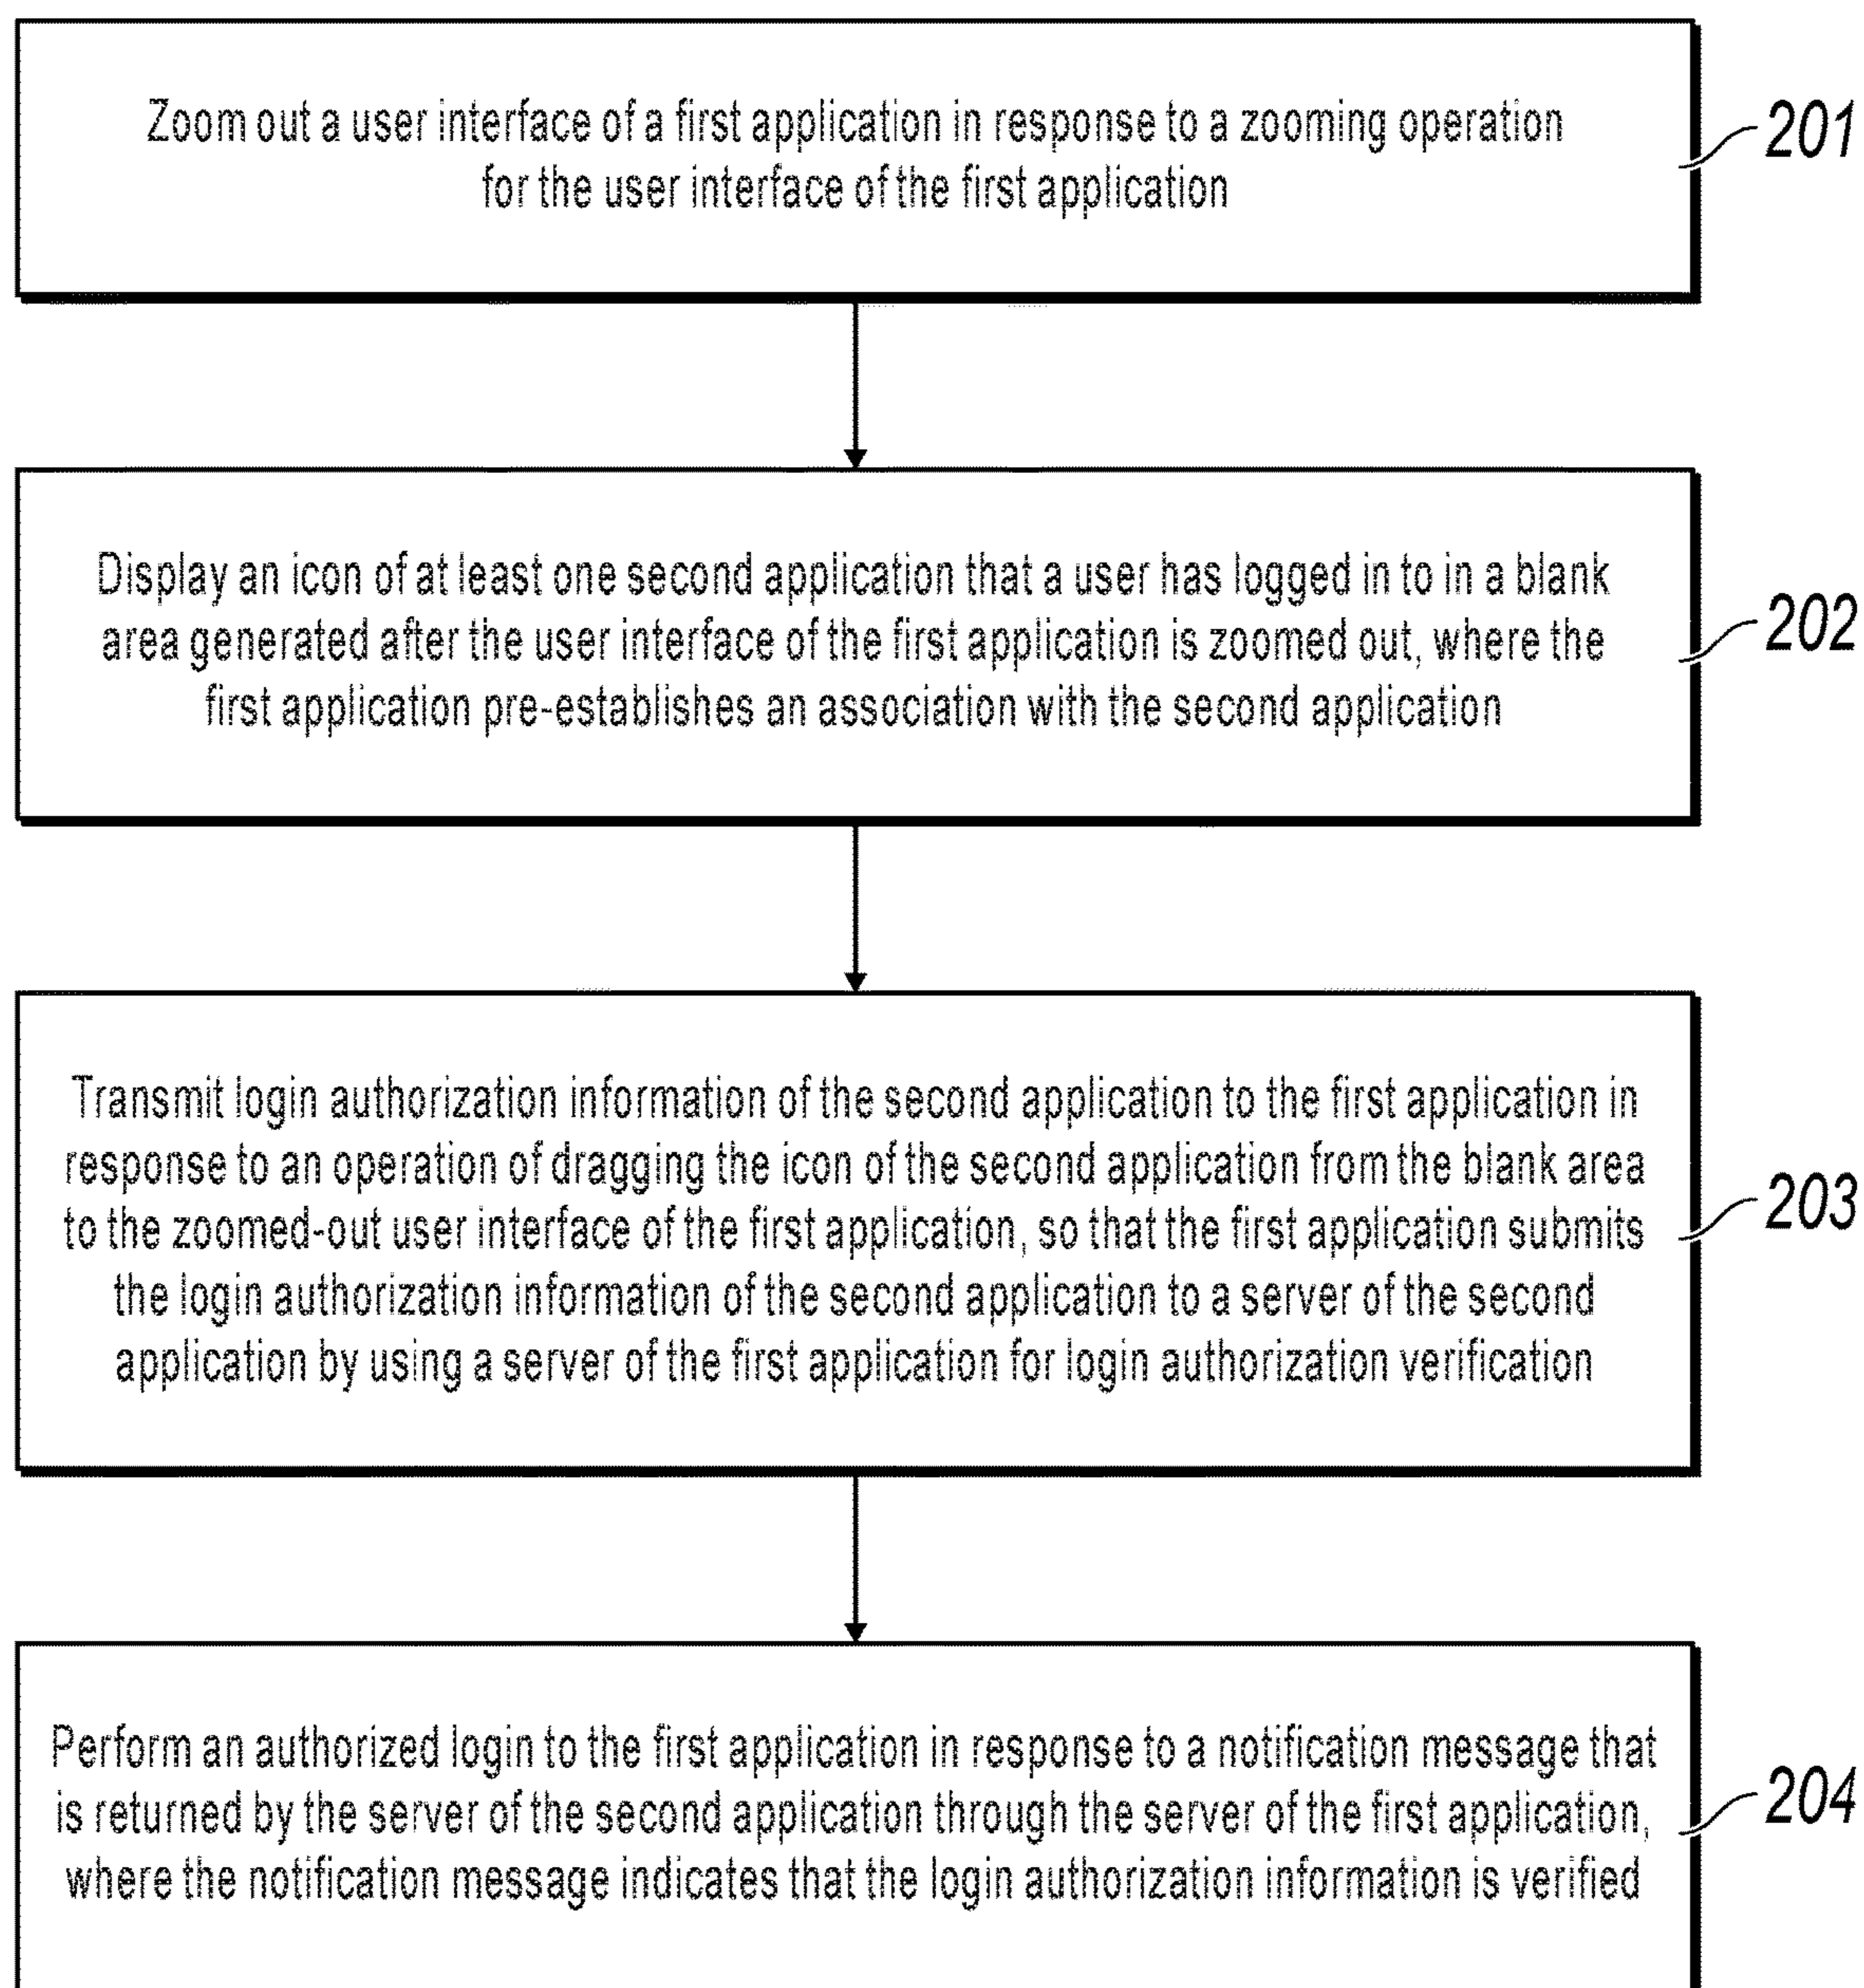 Zoom out a user interface of a first application in response to a zooming operation
for the user interface of the first application
201
Display an icon of at least one second application that a user has logged in to in a blank
area generated after the user interface of the first application is zoomed out, where the
first application pre-establishes an association with the second application
202
Transmit login authorization information of the second application to the first application in
response to an operation of dragging the icon of the second application from the blank area
to the zoomed-out user interface of the first application, so that the first application submits
the login authorization information of the second application to a server of the second
application by using a server of the first application for login authorization verification
203
Perform an authorized login to the first application in response to a notification message that
is returned by the server of the second application through the server of the first application,
where the notification message indicates that the login authorization information is verified
204